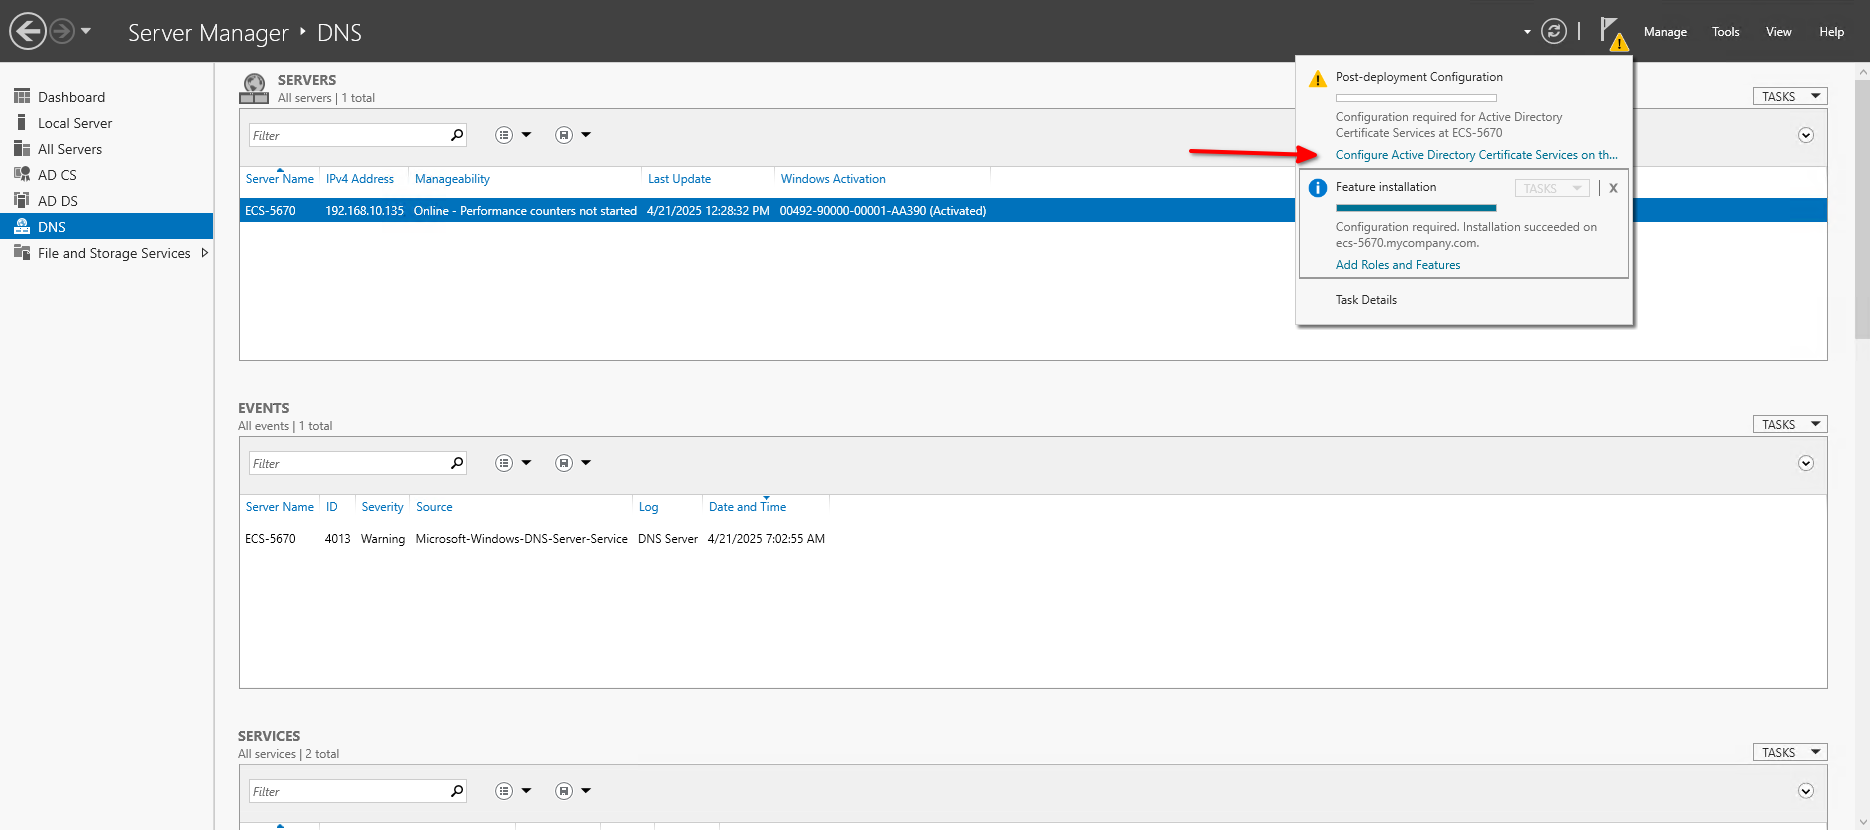 Server Manager ‣ DNS
Manage
Tools
View
Help
Dashboard
Local Server
All Servers
AD CS
AD DS
DNS
File and Storage Services
SERVERS
All servers | 1 total
TASKS
Filter
Server Name IPv4 Address Manageability Last Update Windows Activation
ECS-5670 192.168.10.135 Online - Performance counters not started 4/21/2025 12:28:32 PM 00492-90000-00001-AA390 (Activated)
Post-deployment Configuration
Configuration required for Active Directory
Certificate Services at ECS-5670
Configure Active Directory Certificate Services on th...
Feature installation
TASKS
X
Configuration required. Installation succeeded on
ecs-5670.mycompany.com.
Add Roles and Features
Task Details
EVENTS
All events | 1 total
TASKS
Filter
Server Name ID Severity Source Log Date and Time
ECS-5670 4013 Warning Microsoft-Windows-DNS-Server-Service DNS Server 4/21/2025 7:02:55 AM
SERVICES
All services | 2 total
TASKS
Filter